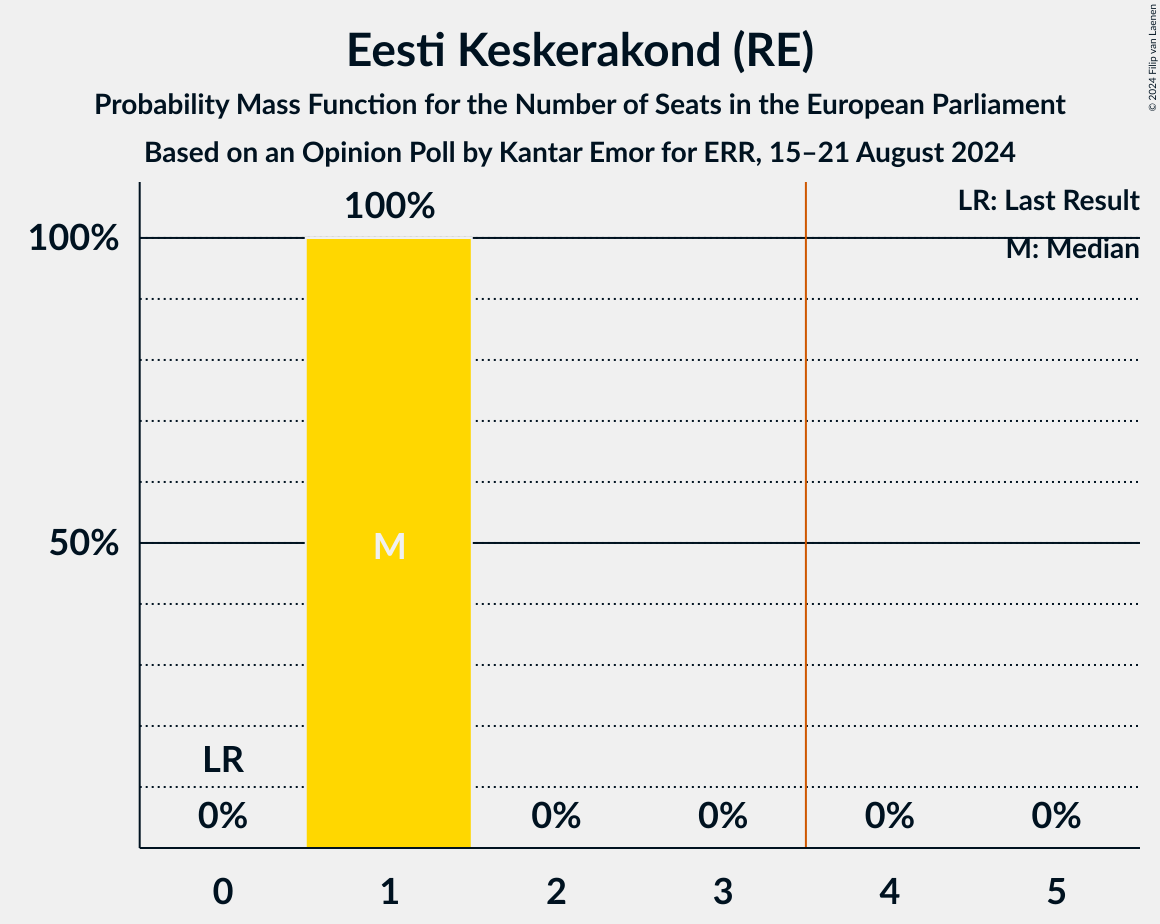 Eesti Keskerakond (RE)
Probability Mass Function for the Number of Seats in the European Parliament
Based on an Opinion Poll by Kantar Emor for ERR, 15–21 August 2024
© 2024 Filip van Laenen
LR: Last Result
M: Median
100%
100%
50%
M
LR
0%
0%
0%
0%
0%
0
1
2
3
4
5